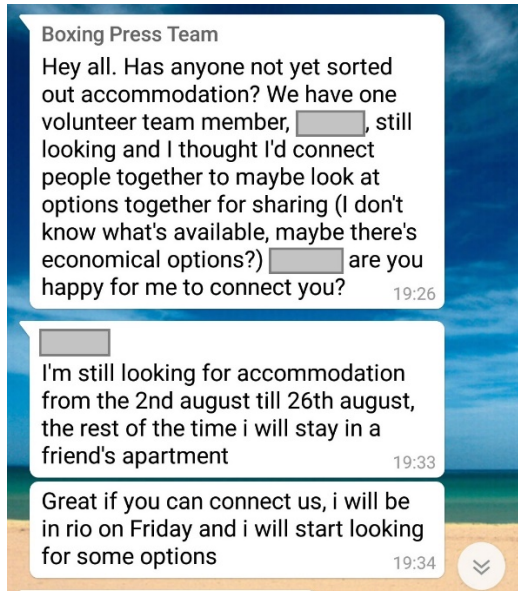 Boxing Press Team
Hey all. Has anyone not yet sorted
out accommodation? We have one
volunteer team member, , still
looking and I thought I'd connect
people together to maybe look at
options together for sharing (I don't
know what's available, maybe there's
economical options?) are you
happy for me to connect you? 19:26
I'm still looking for accommodation
from the 2nd august till 26th august,
the rest of the time i will stay in a
friend's apartment 19:33
Great if you can connect us, i will be
in rio on Friday and i will start looking
for some options 19:34